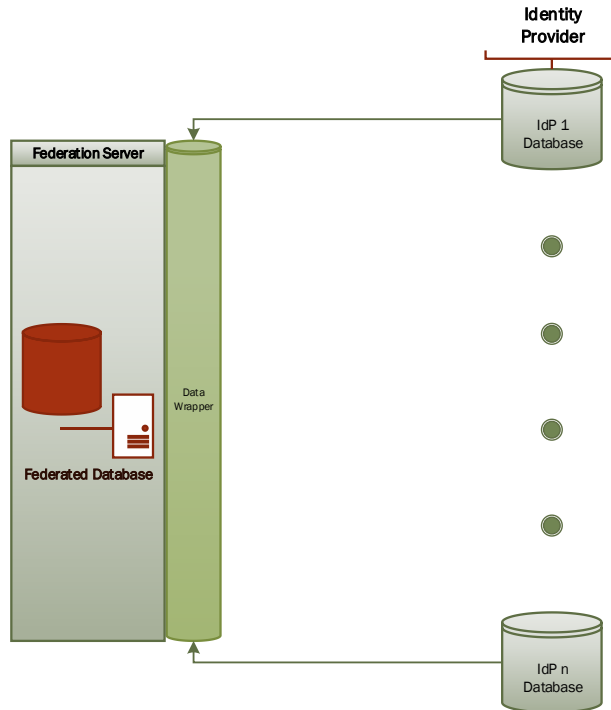 Identity
Provider
IdP 1
Database
Federation Server
Data
Wrapper
Federated Database
IdP n
Database